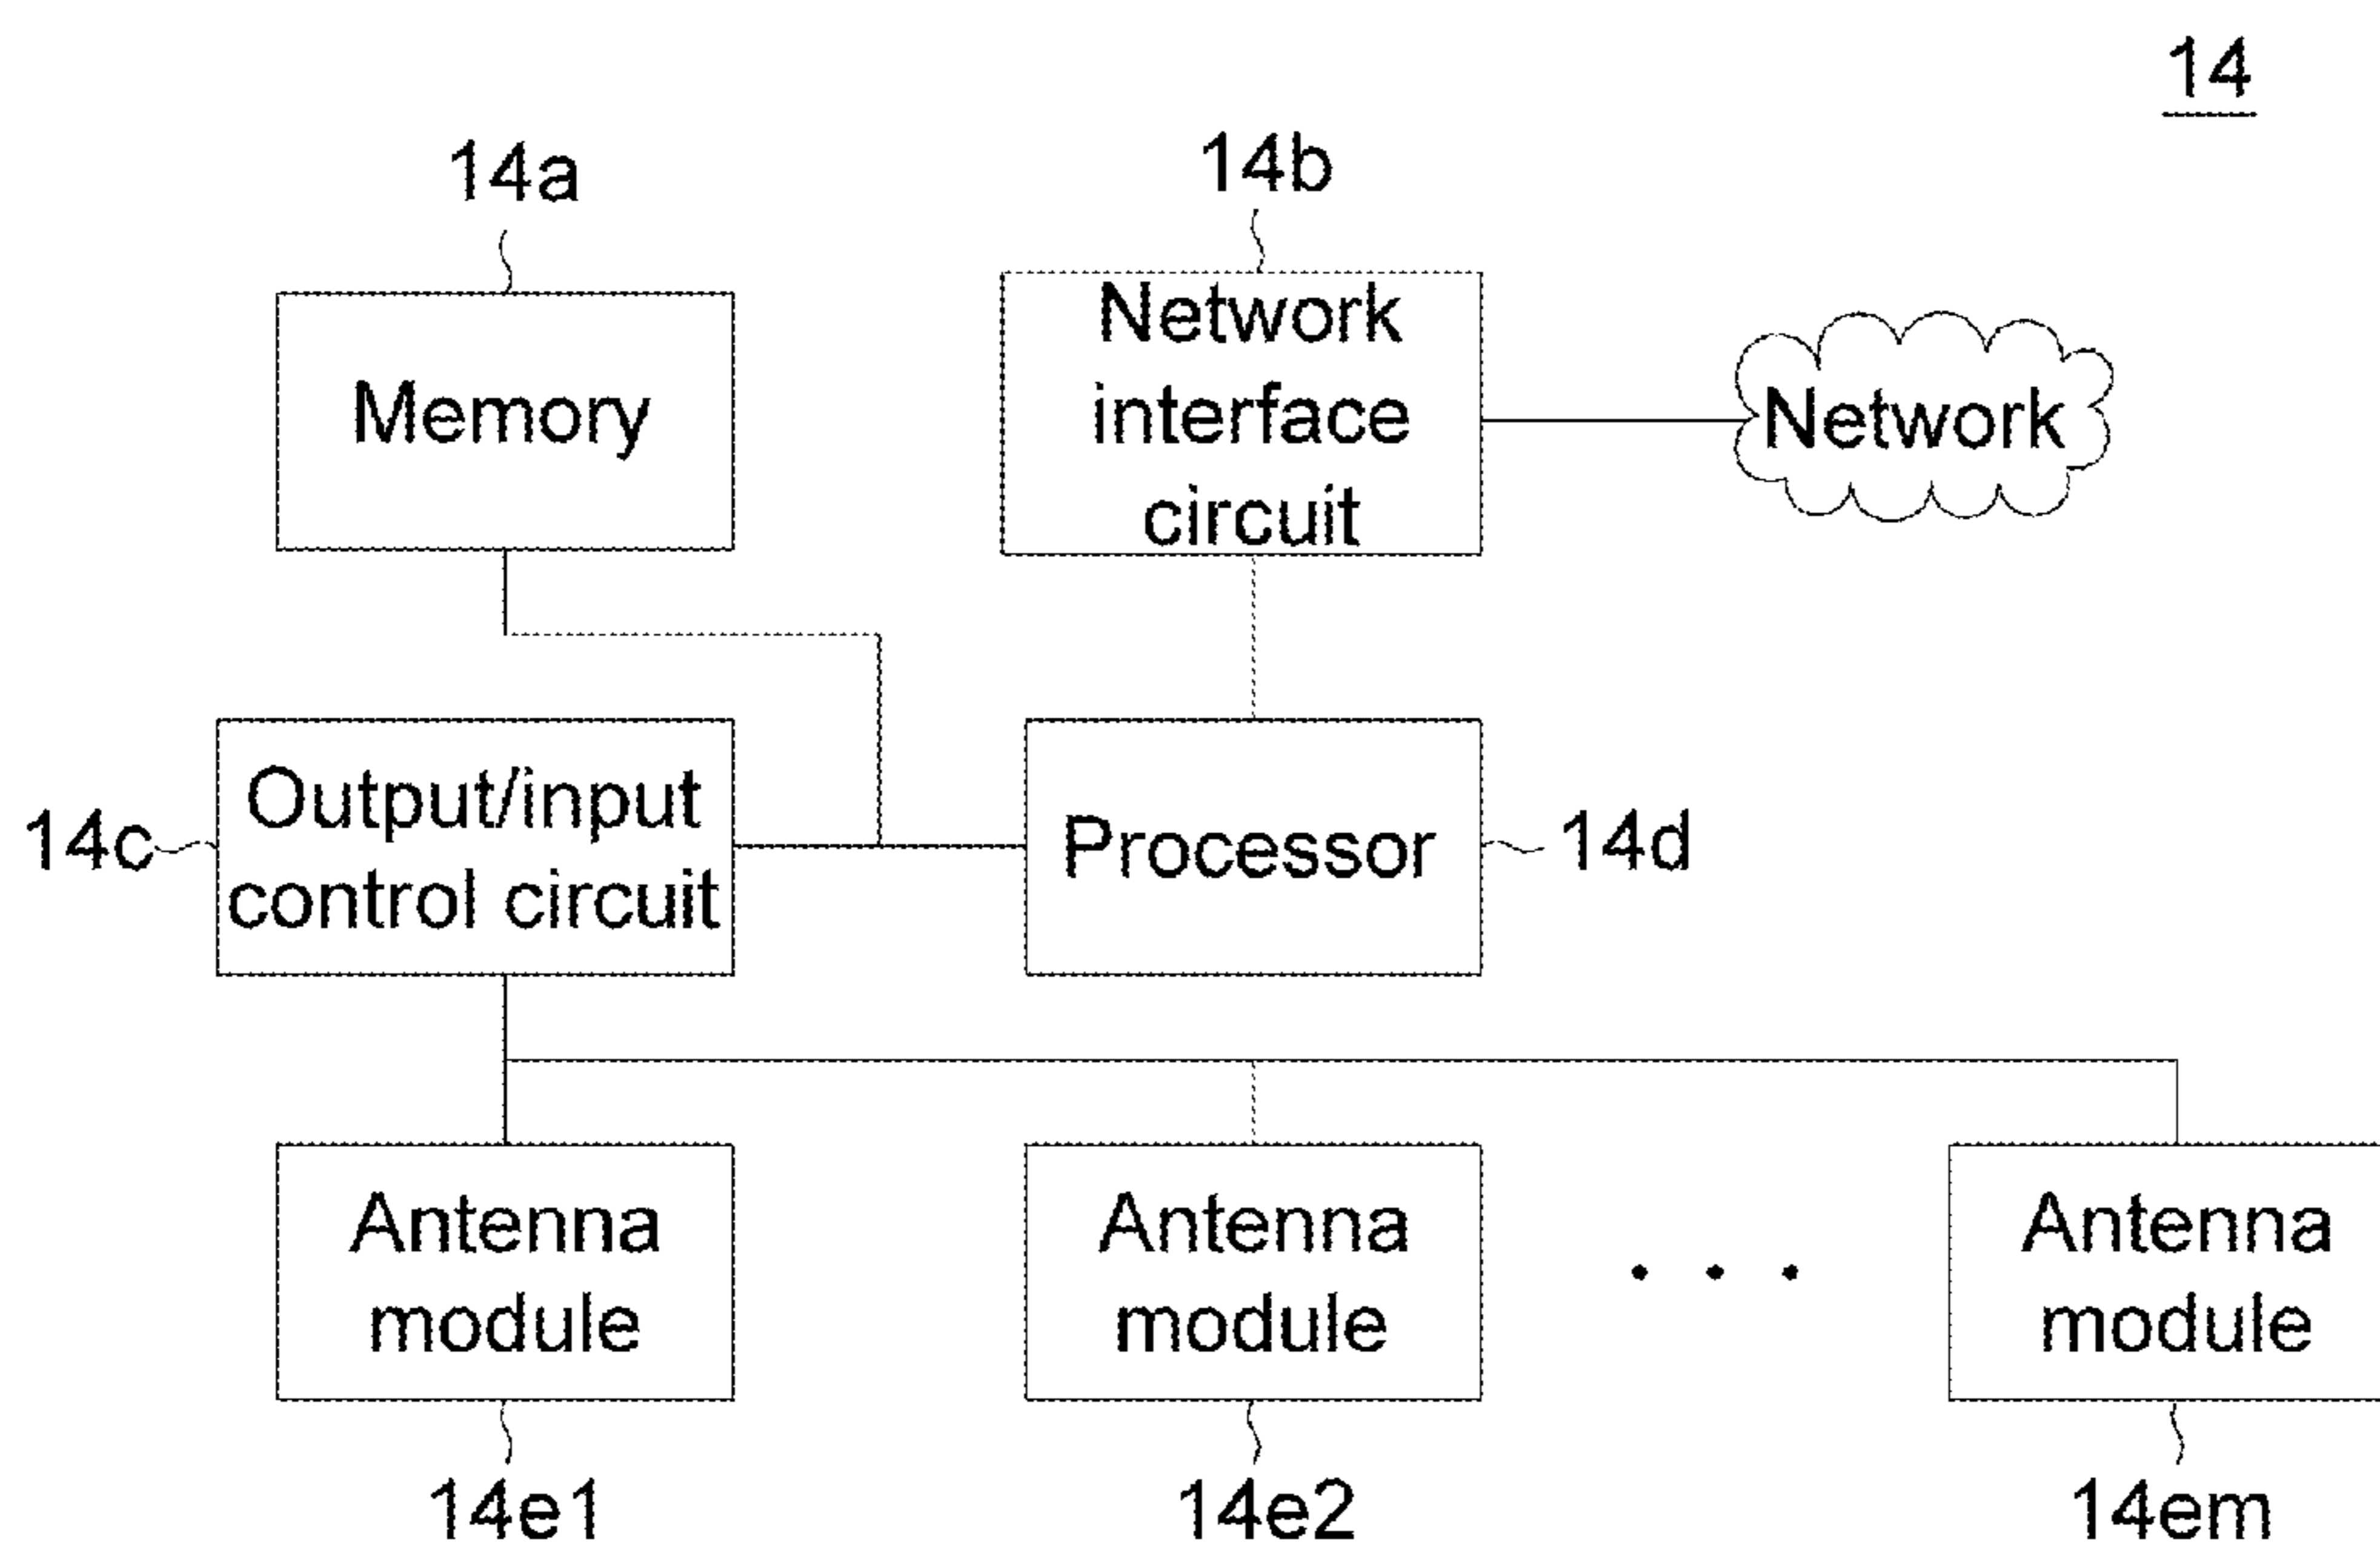 14
14a
14b
Memory
Network
interface
circuit
Network
14c
Output/input
control circuit
Processor
14d
Antenna
module
Antenna
module
. . .
Antenna
module
14e1
14e2
14em